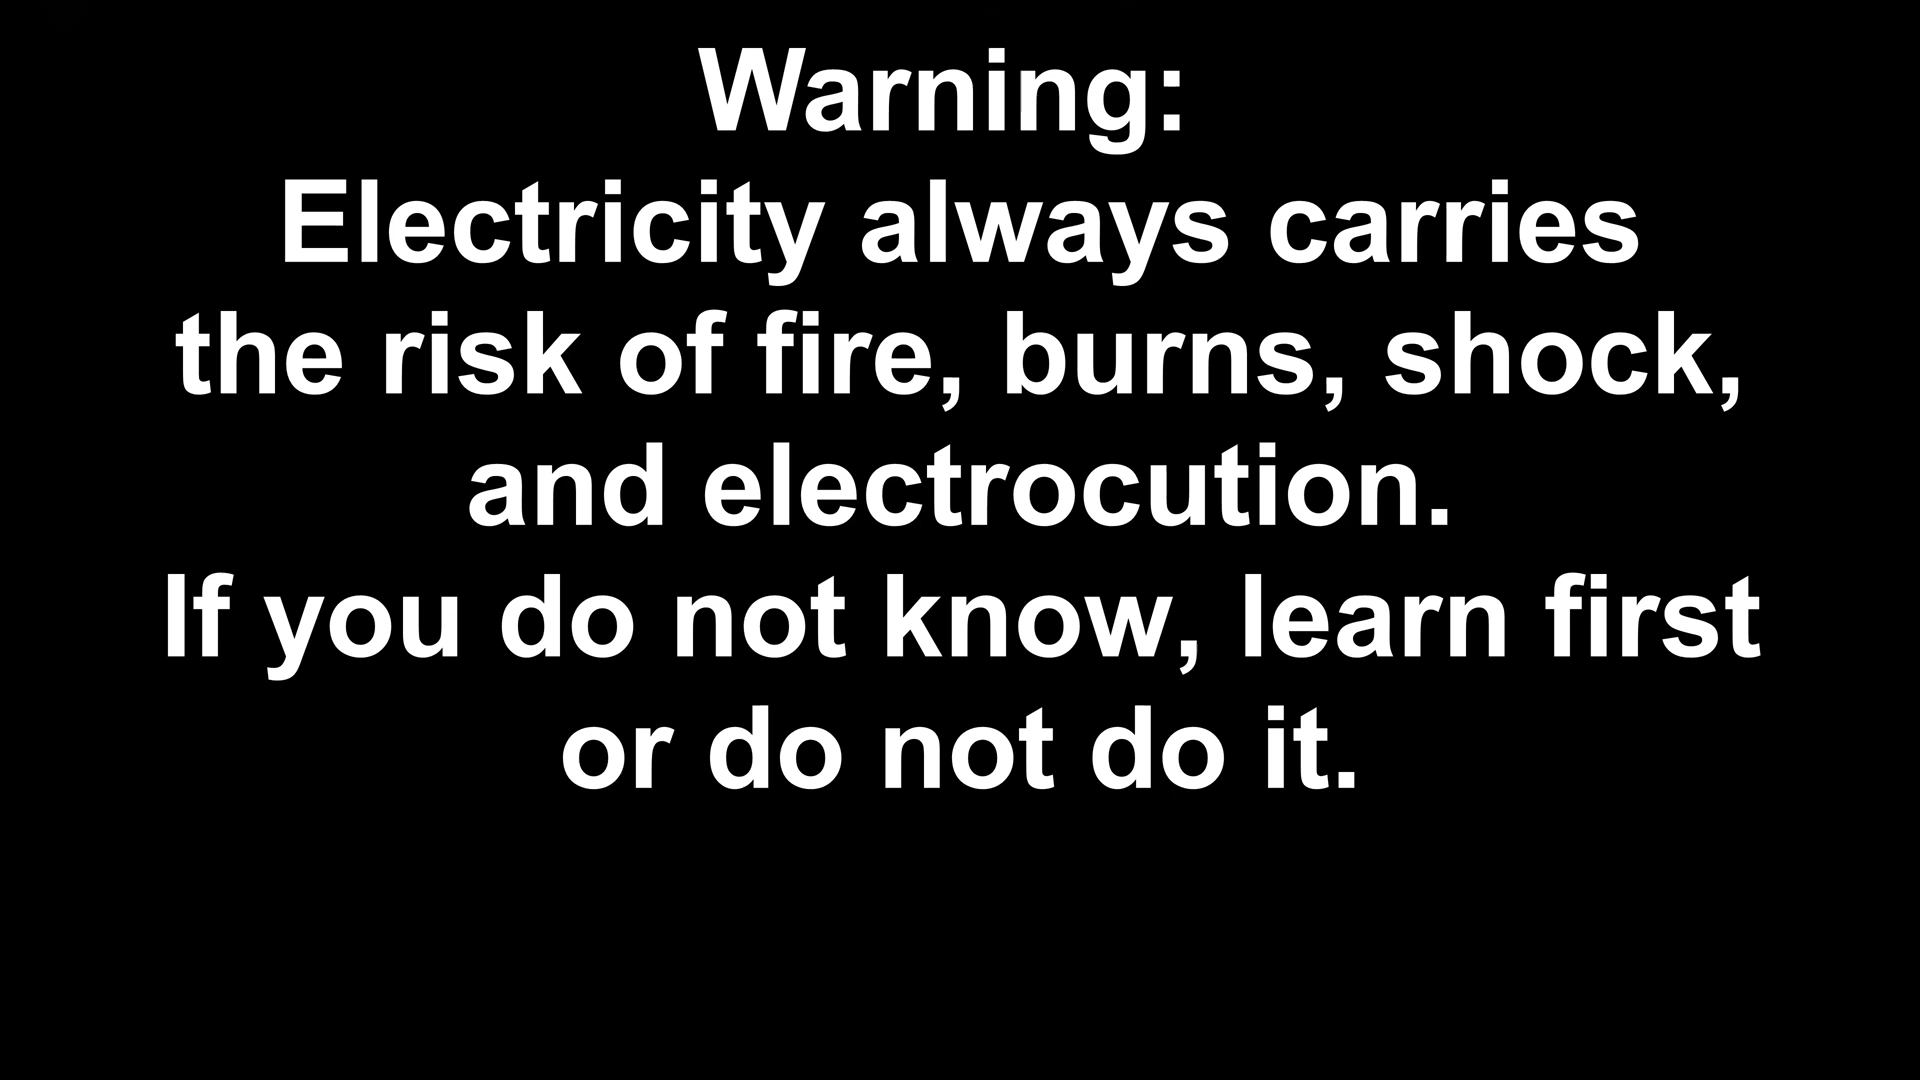 Warning:
Electricity always carries
the risk of fire, burns, shock,
and electrocution.
If you do not know, learn first
or do not do it.